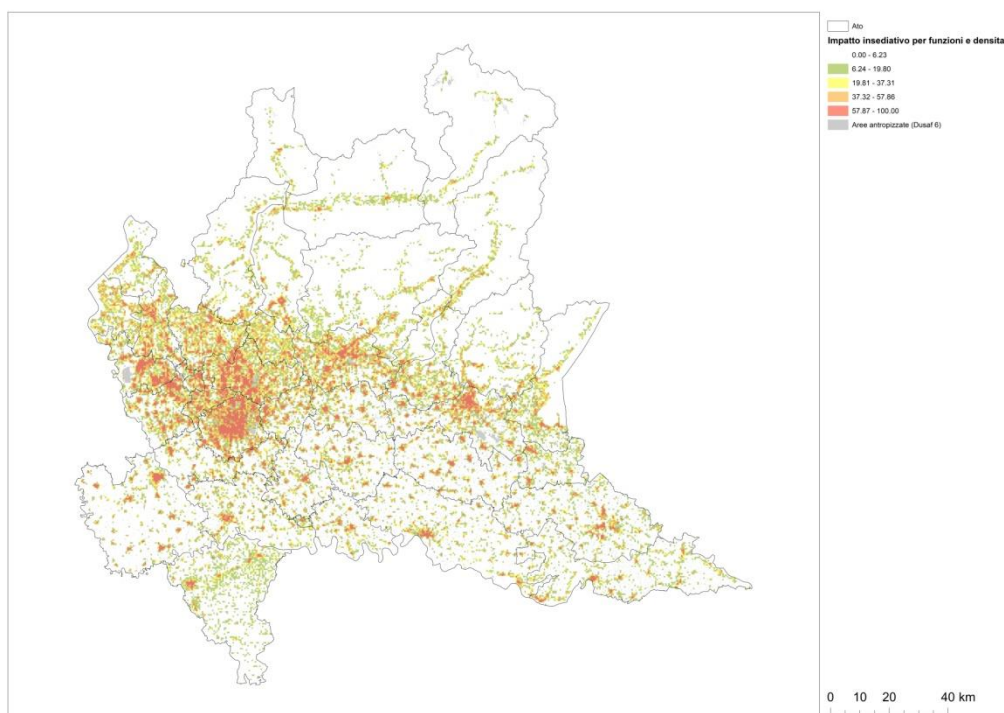 Ato
Impatto insediativo per funzioni e densita
0.00 - 6.23
6.24 - 19.80
19.81 - 37.31
37.32 - 57.86
57.87 - 100.00
Aree antropizzate (Dusaf 6)
0 10 20 40 km